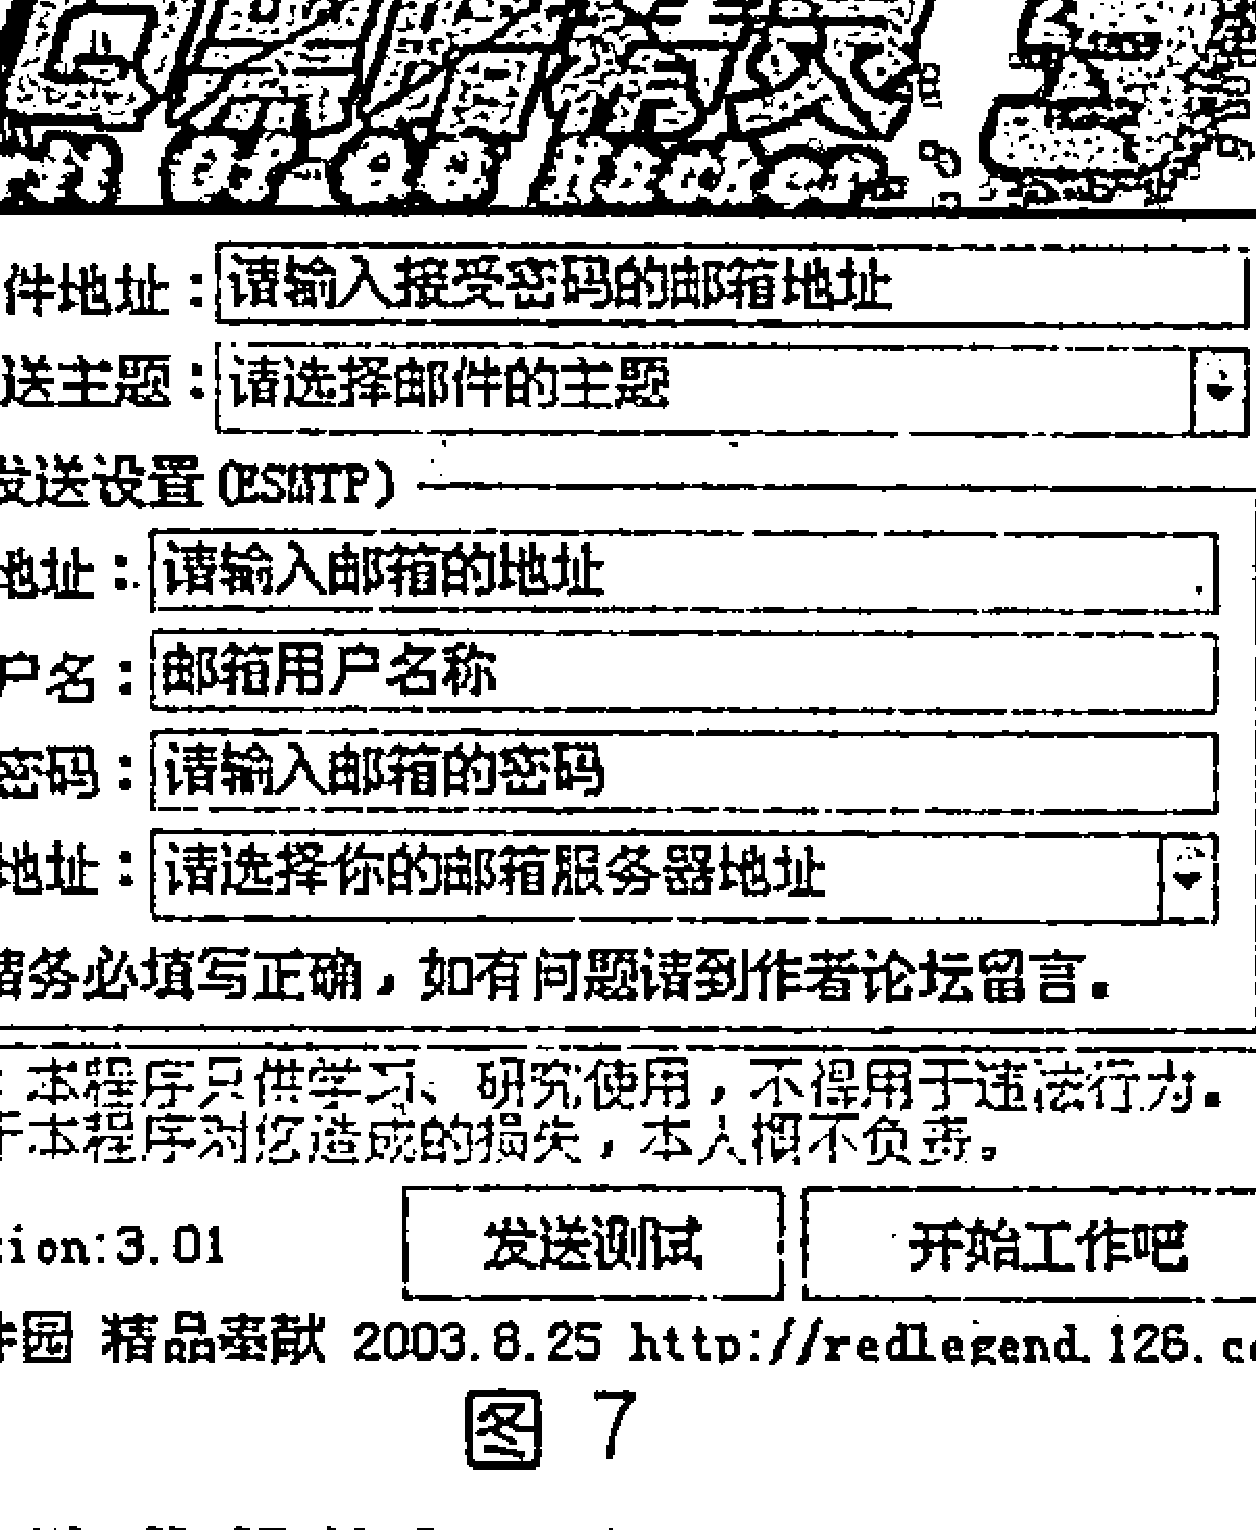 件地址：请输入接受密码的邮箱地址
送主题：请选择邮件的主题
发送设置(ESMTP)
地址：请输入邮箱的地址
户名：邮箱用户名称
密码：请输入邮箱的密码
地址：请选择你的邮箱服务器地址
请务必填写正确，如有问题请到作者论坛留言.
：本程序只供学习、研究使用，不得用于违法行为.
于本程序对您造成的损失，本人概不负责。
ion:3.01
发送测试
开始工作吧
园 精品奉献 2003.8.25 http://redlegend.126.c
图 7